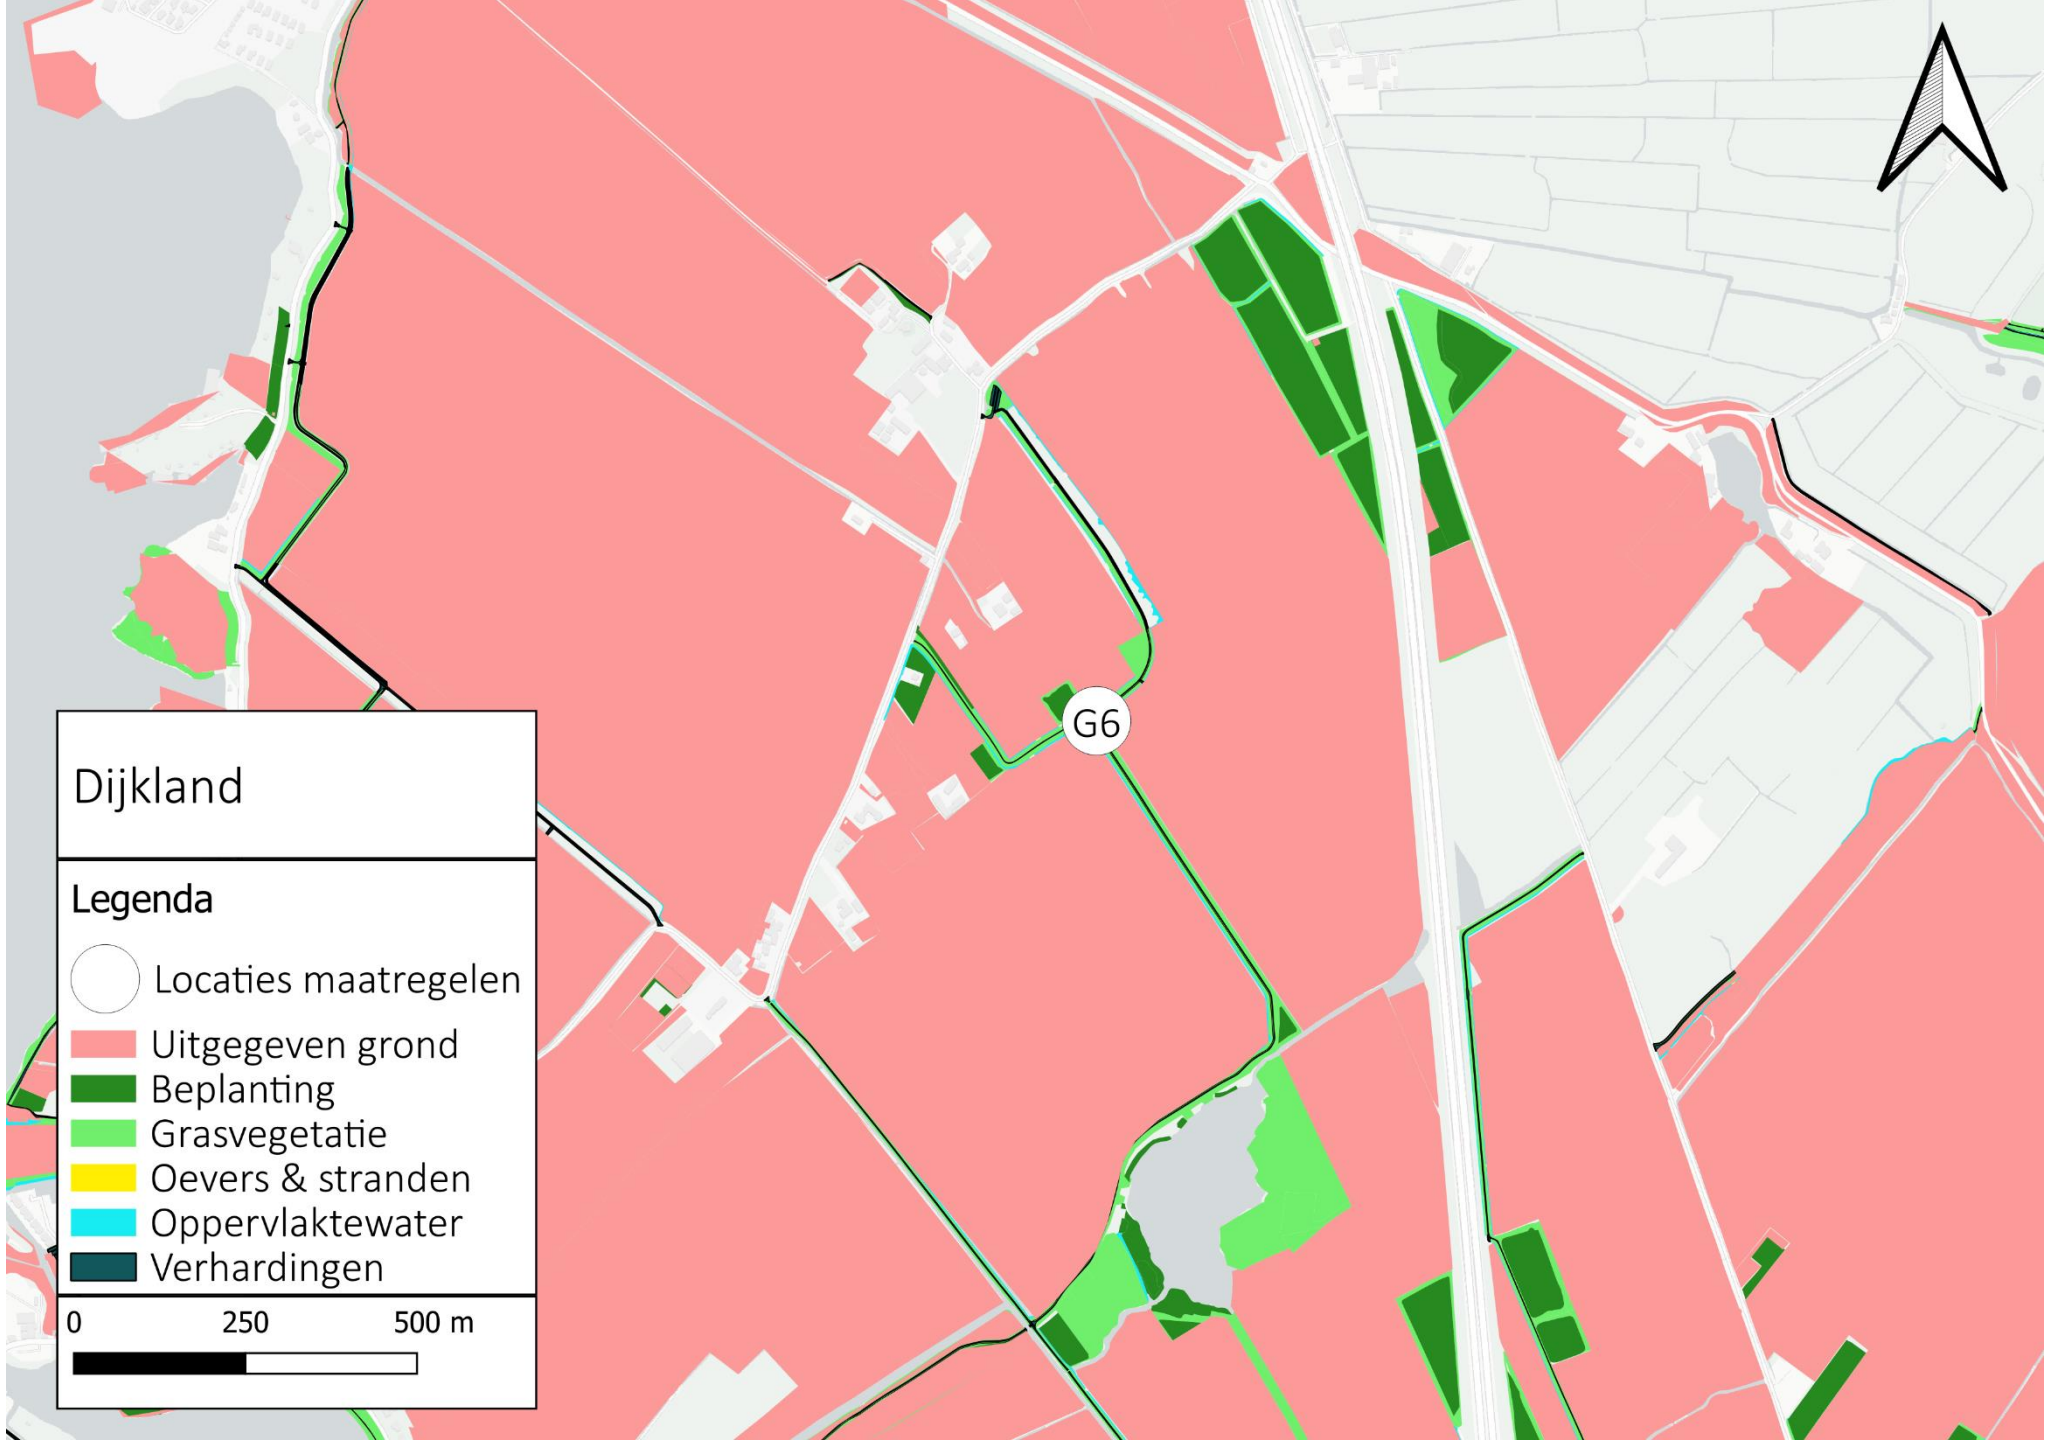 G6
Dijkland
Legenda
Locaties maatregelen
Uitgegeven grond
Beplanting
Grasvegetatie
Oevers & stranden
Oppervlaktewater
Verhardingen
0 250 500 m